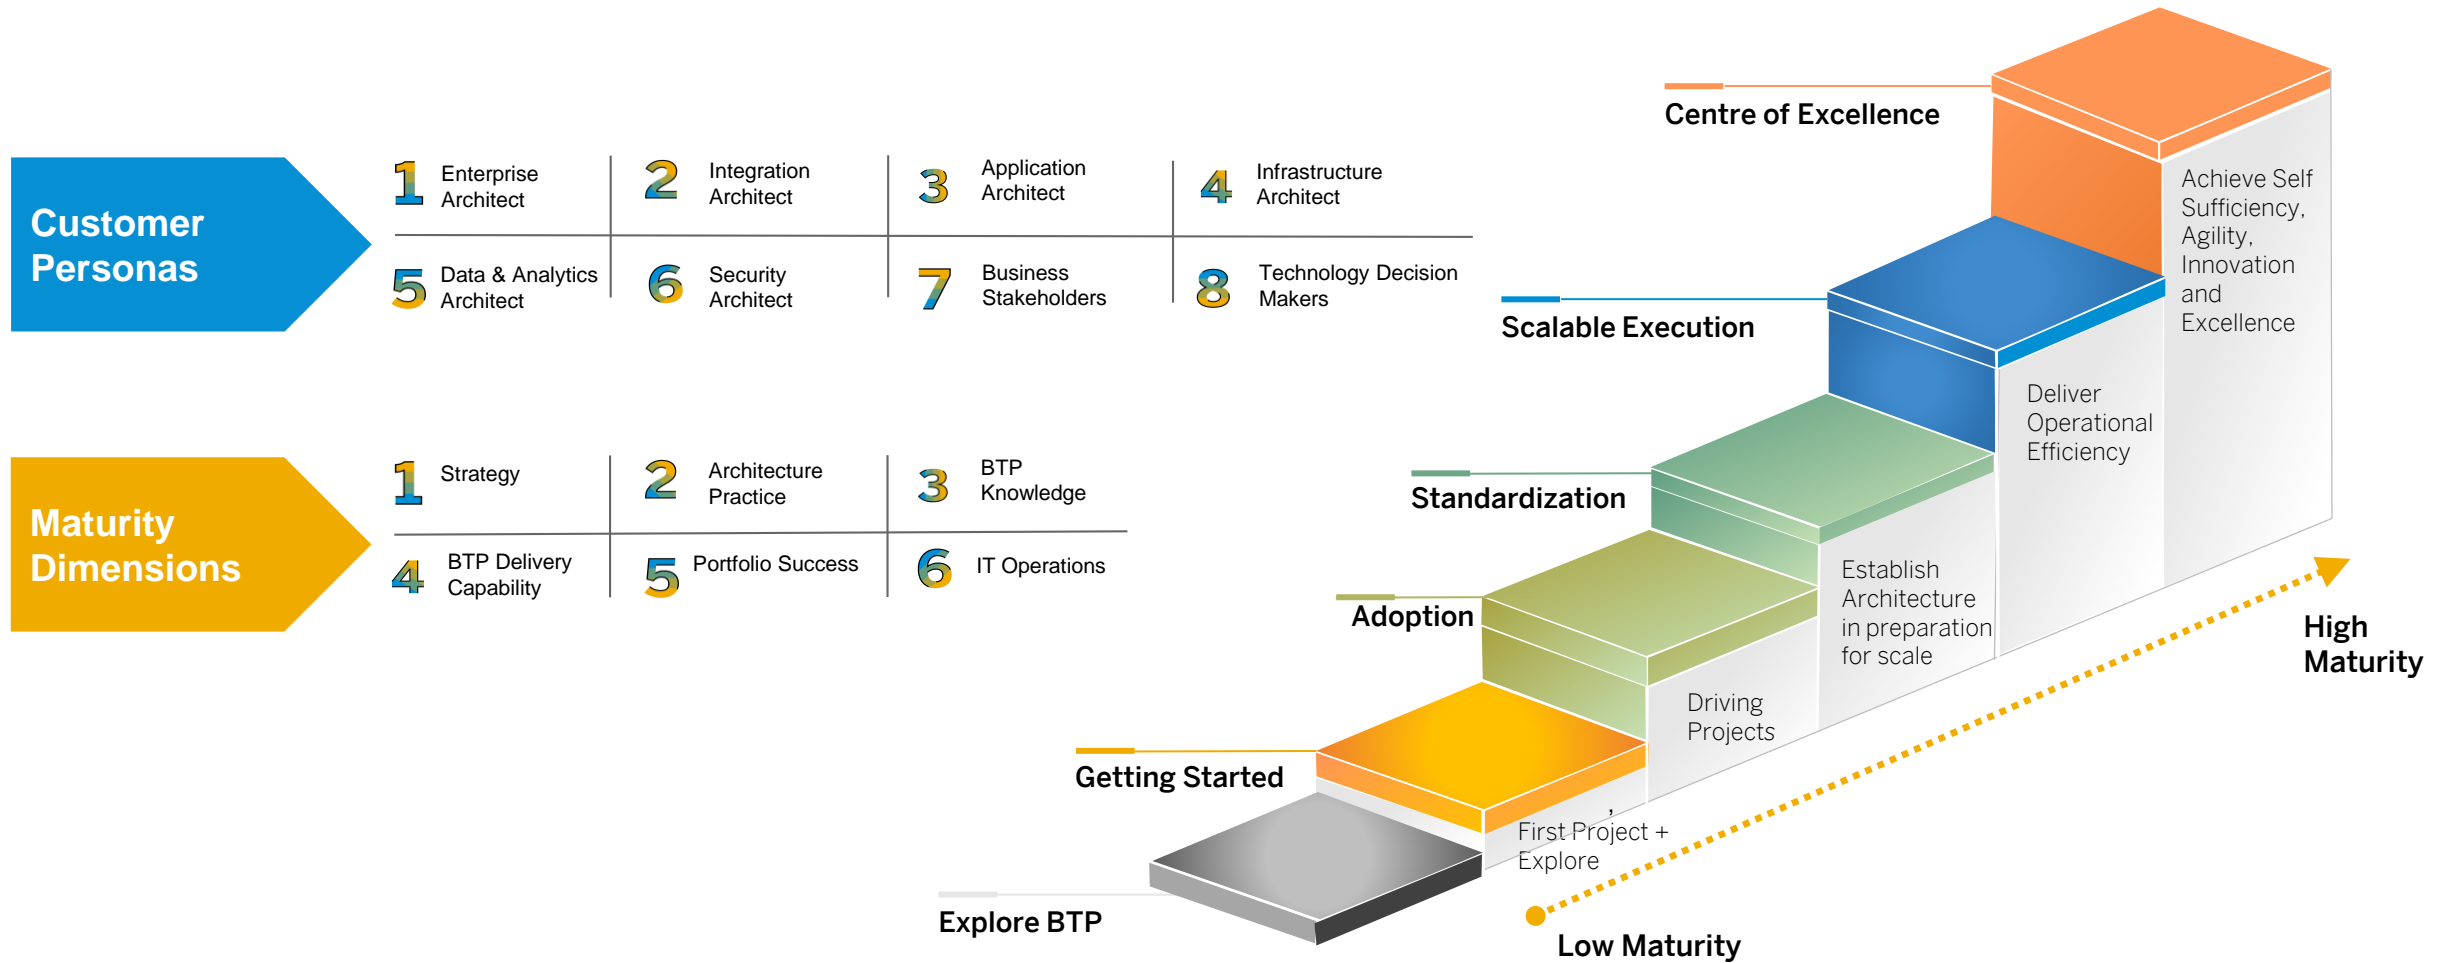 Customer
Personas
1
Enterprise
Architect
2
Integration
Architect
3
Application
Architect
4
Infrastructure
Architect
5
Data & Analytics
Architect
6
Security
Architect
7
Business
Stakeholders
8
Technology Decision
Makers
Maturity
Dimensions
1
Strategy
2
Architecture
Practice
3
BTP
Knowledge
4
BTP Delivery
Capability
5
Portfolio Success
6
IT Operations
Centre of Excellence
Achieve Self
Sufficiency,
Agility,
Innovation
and
Excellence
Scalable Execution
Deliver
Operational
Efficiency
Standardization
Establish
Architecture
in preparation
for scale
Adoption
Driving
Projects
Getting Started
,
First Project +
Explore
Explore BTP
Low Maturity
High
Maturity